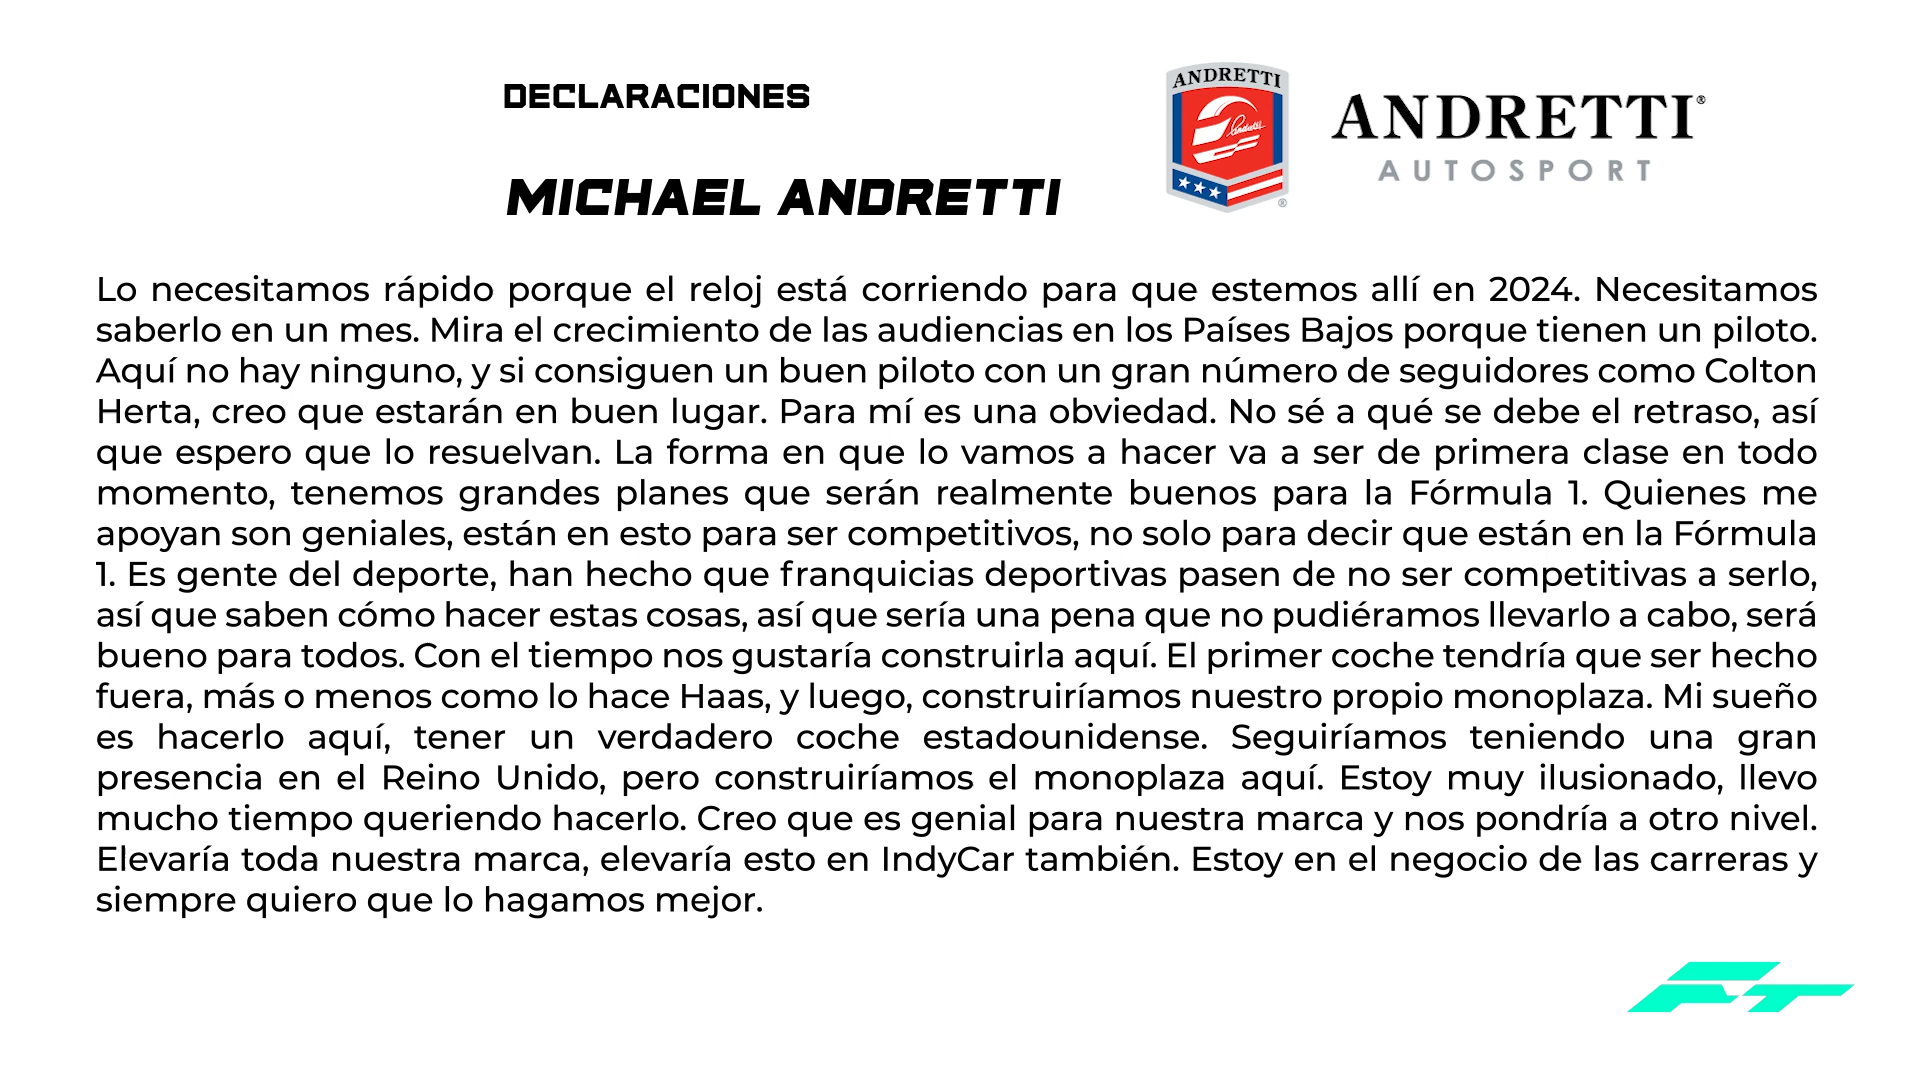 DECLARACIONES
MICHAEL ANDRETTI
ANDRETTI
Andretti
®
ANDRETTI®
AUTOSPORT
Lo necesitamos rápido porque el reloj está corriendo para que estemos allí en 2024. Necesitamos
saberlo en un mes. Mira el crecimiento de las audiencias en los Países Bajos porque tienen un piloto.
Aquí no hay ninguno, y si consiguen un buen piloto con un gran número de seguidores como Colton
Herta, creo que estarán en buen lugar. Para mí es una obviedad. No sé a qué se debe el retraso, así
que espero que lo resuelvan. La forma en que lo vamos a hacer va a ser de primera clase en todo
momento, tenemos grandes planes que serán realmente buenos para la Fórmula 1. Quienes me
apoyan son geniales, están en esto para ser competitivos, no solo para decir que están en la Fórmula
1. Es gente del deporte, han hecho que franquicias deportivas pasen de no ser competitivas a serlo,
así que saben cómo hacer estas cosas, así que sería una pena que no pudiéramos llevarlo a cabo, será
bueno para todos. Con el tiempo nos gustaría construirla aquí. El primer coche tendría que ser hecho
fuera, más o menos como lo hace Haas, y luego, construiríamos nuestro propio monoplaza. Mi sueño
es hacerlo aquí, tener un verdadero coche estadounidense. Seguiríamos teniendo una gran
presencia en el Reino Unido, pero construiríamos el monoplaza aquí. Estoy muy ilusionado, llevo
mucho tiempo queriendo hacerlo. Creo que es genial para nuestra marca y nos pondría a otro nivel.
Elevaría toda nuestra marca, elevaría esto en IndyCar también. Estoy en el negocio de las carreras y
siempre quiero que lo hagamos mejor.
FT